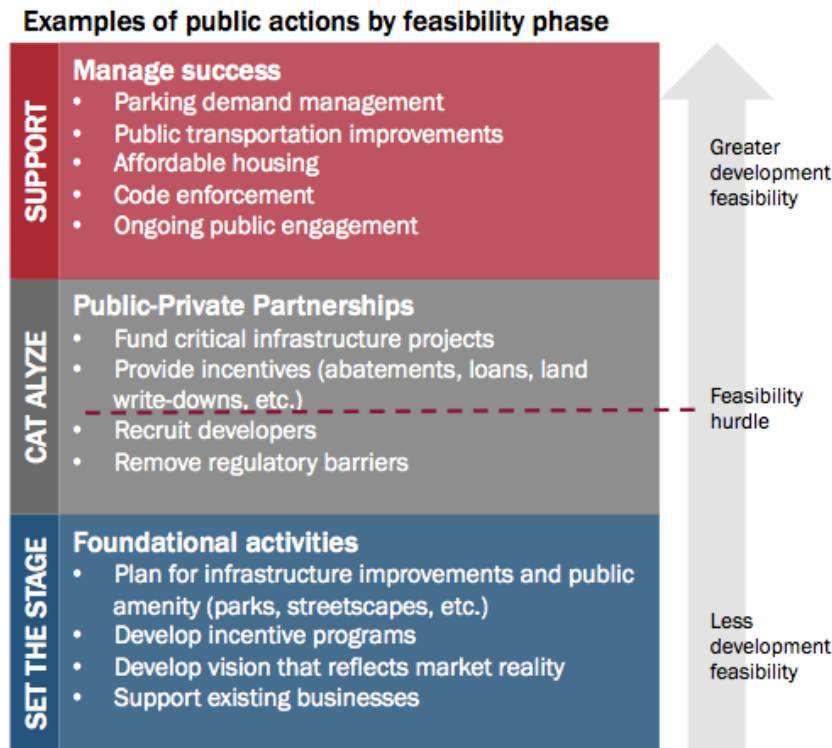 Examples of public actions by feasibility phase
SUPPORT
Manage success
• Parking demand management
• Public transportation improvements
• Affordable housing
• Code enforcement
• Ongoing public engagement
Greater
development
feasibility
CAT ALYZE
Public-Private Partnerships
• Fund critical infrastructure projects
• Provide incentives (abatements, loans, land
write-downs, etc.)
• Recruit developers
• Remove regulatory barriers
Feasibility
hurdle
SET THE STAGE
Foundational activities
• Plan for infrastructure improvements and public
amenity (parks, streetscapes, etc.)
• Develop incentive programs
• Develop vision that reflects market reality
• Support existing businesses
Less
development
feasibility